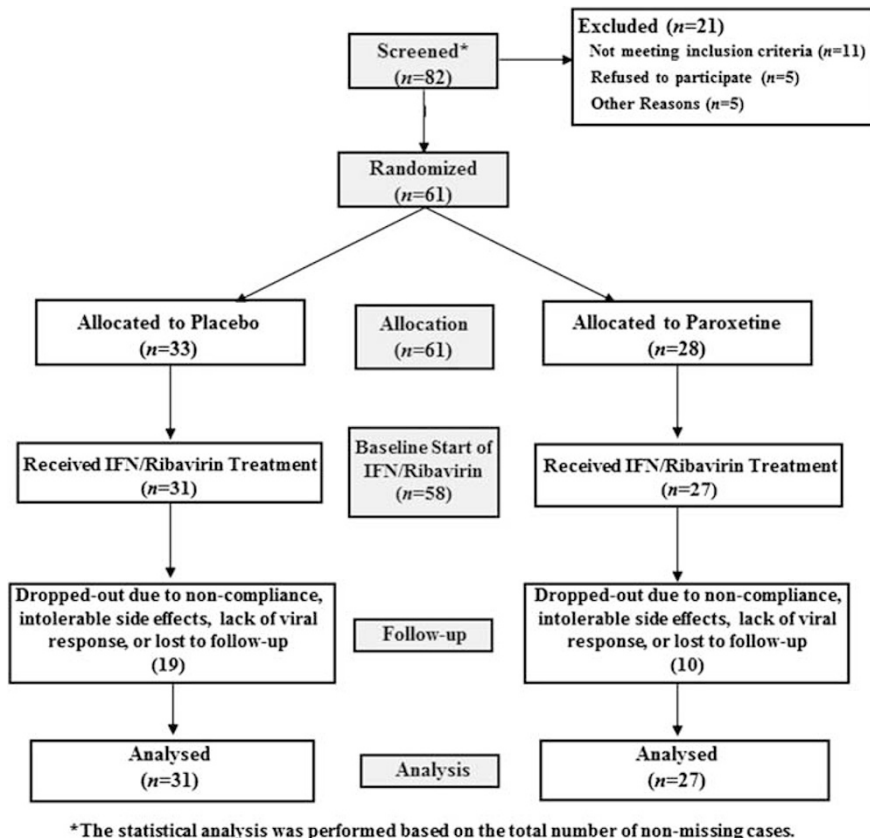 Screened*
(n=82)
Excluded (n=21)
Not meeting inclusion criteria (n=11)
Refused to participate (n=5)
Other Reasons (n=5)
Randomized
(n=61)
Allocated to Placebo
(n=33)
Allocation
(n=61)
Allocated to Paroxetine
(n=28)
Received IFN/Ribavirin Treatment
(n=31)
Baseline Start of
IFN/Ribavirin
(n=58)
Received IFN/Ribavirin Treatment
(n=27)
Dropped-out due to non-compliance,
intolerable side effects, lack of viral
response, or lost to follow-up
(19)
Follow-up
Dropped-out due to non-compliance,
intolerable side effects, lack of viral
response, or lost to follow-up
(10)
Analysed
(n=31)
Analysis
Analysed
(n=27)
*The statistical analysis was performed based on the total number of non-missing cases.